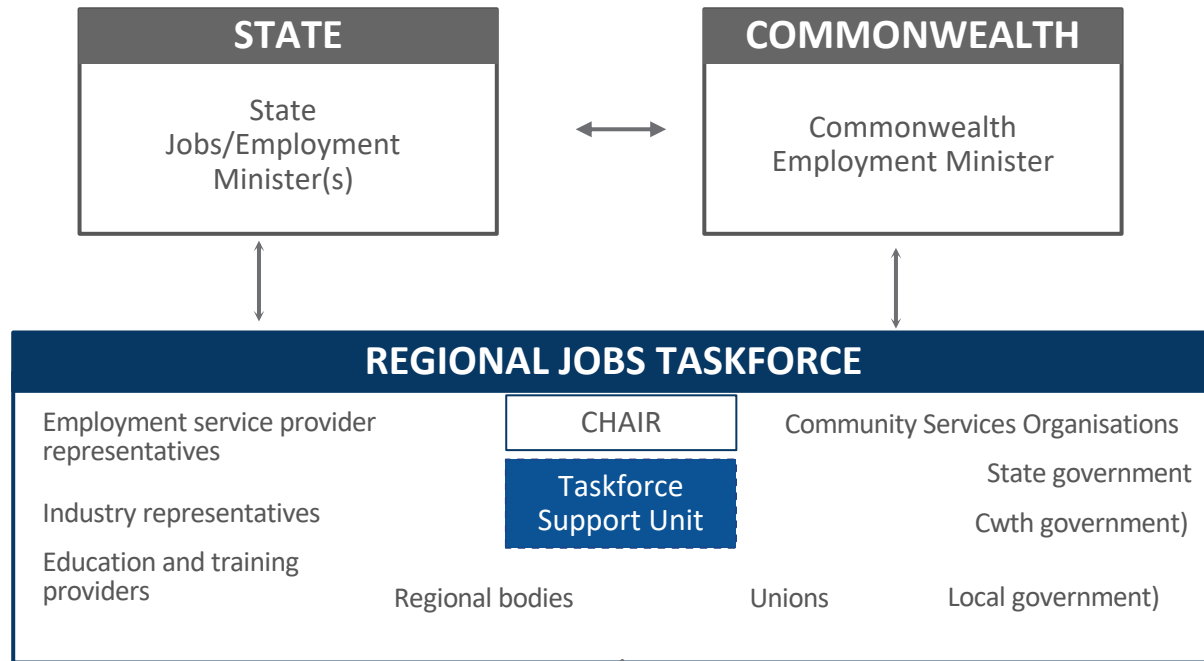 STATE
State
Jobs/Employment
Minister(s)
COMMONWEALTH
Commonwealth
Employment Minister
REGIONAL JOBS TASKFORCE
Employment service provider
representatives
Industry representatives
Education and training
providers
CHAIR
Taskforce
Support Unit
Regional bodies
Unions
Community Services Organisations
State government
Cwth government)
Local government)